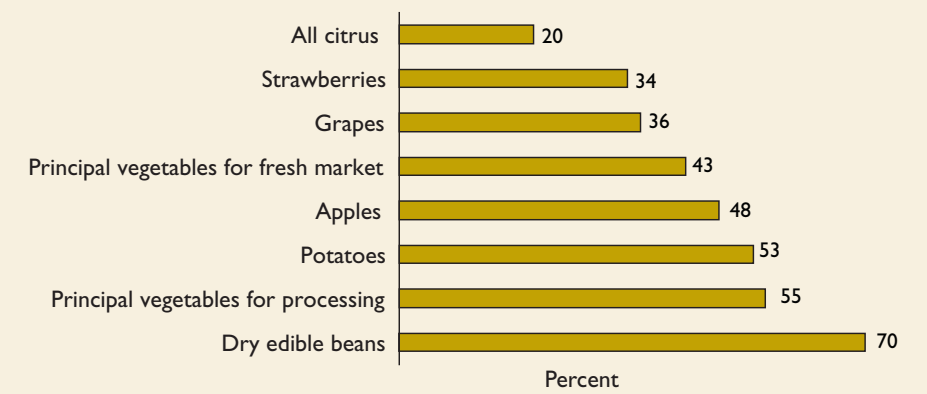 All citrus 20
Strawberries 34
Grapes 36
Principal vegetables for fresh market 43
Apples 48
Potatoes 53
Principal vegetables for processing 55
Dry edible beans 70
Percent